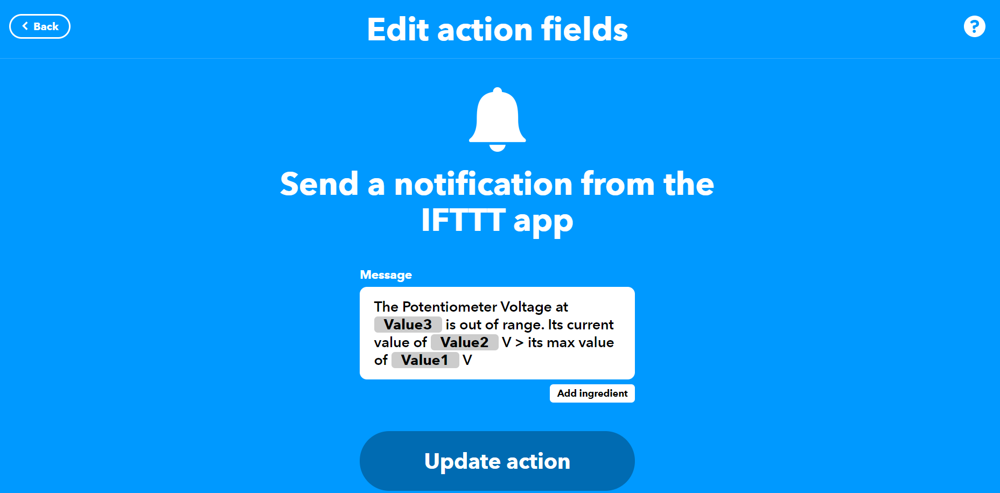 Back
Edit action fields
?
Send a notification from the
IFTTT app
Message
The Potentiometer Voltage at
Value3 is out of range. Its current
value of Value2 V > its max value
of Value1 V
Add ingredient
Update action